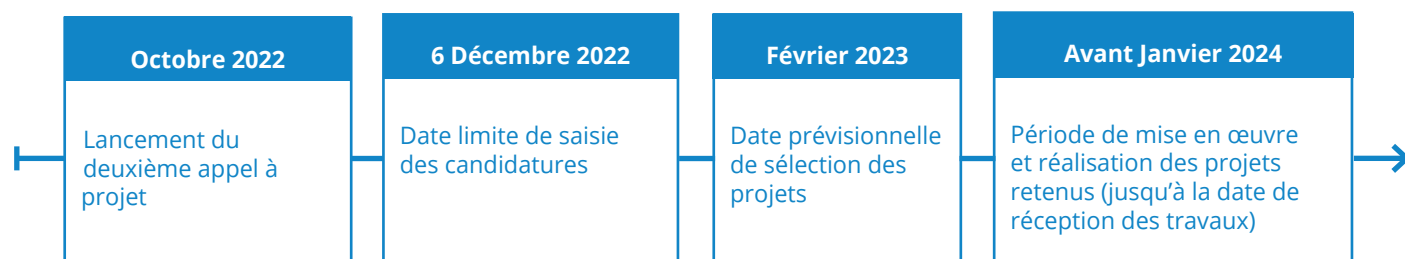 Octobre 2022
Lancement du
deuxième appel à
projet
6 Décembre 2022
Date limite de saisie
des candidatures
Février 2023
Date prévisionnelle
de sélection des
projets
Avant Janvier 2024
Période de mise en œuvre
et réalisation des projets
retenus (jusqu’à la date de
réception des travaux)